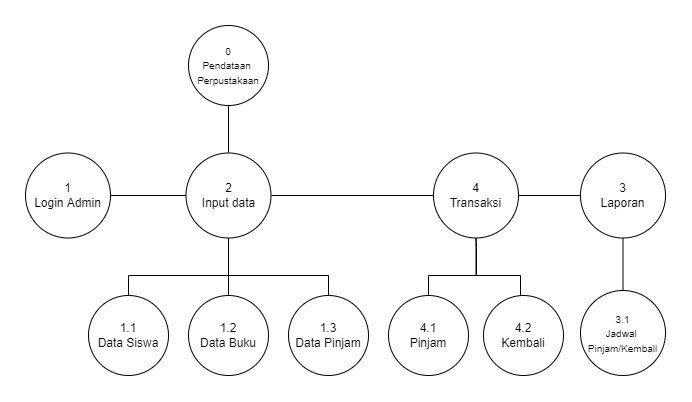 0
Pendataan
Perpustakaan
1
Login Admin
2
Input data
4
Transaksi
3
Laporan
1.1
Data Siswa
1.2
Data Buku
1.3
Data Pinjam
4.1
Pinjam
4.2
Kembali
3.1
Jadwal
Pinjam/Kembali